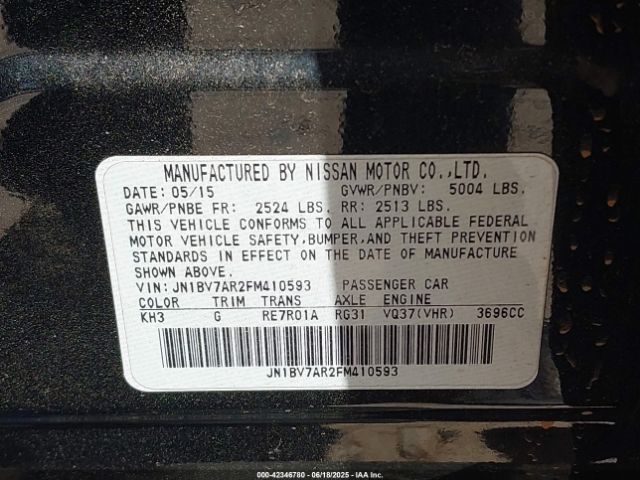 MANUFACTURED BY NISSAN MOTOR CO.,LTD.
DATE: 05/15 GVWR/PNBV: 5004 LBS.
GAWR/PNBE FR: 2524 LBS. RR: 2513 LBS.
THIS VEHICLE CONFORMS TO ALL APPLICABLE FEDERAL
MOTOR VEHICLE SAFETY,BUMPER,AND THEFT PREVENTION
STANDARDS IN EFFECT ON THE DATE OF MANUFACTURE
SHOWN ABOVE.
VIN: JN1BV7AR2FM410593 PASSENGER CAR
COLOR TRIM TRANS AXLE ENGINE
KH3 G RE7R01A RG31 VQ37(VHR) 3696CC
JN1BV7AR2FM410593
000-42346780 - 06/18/2025 - IAA Inc.